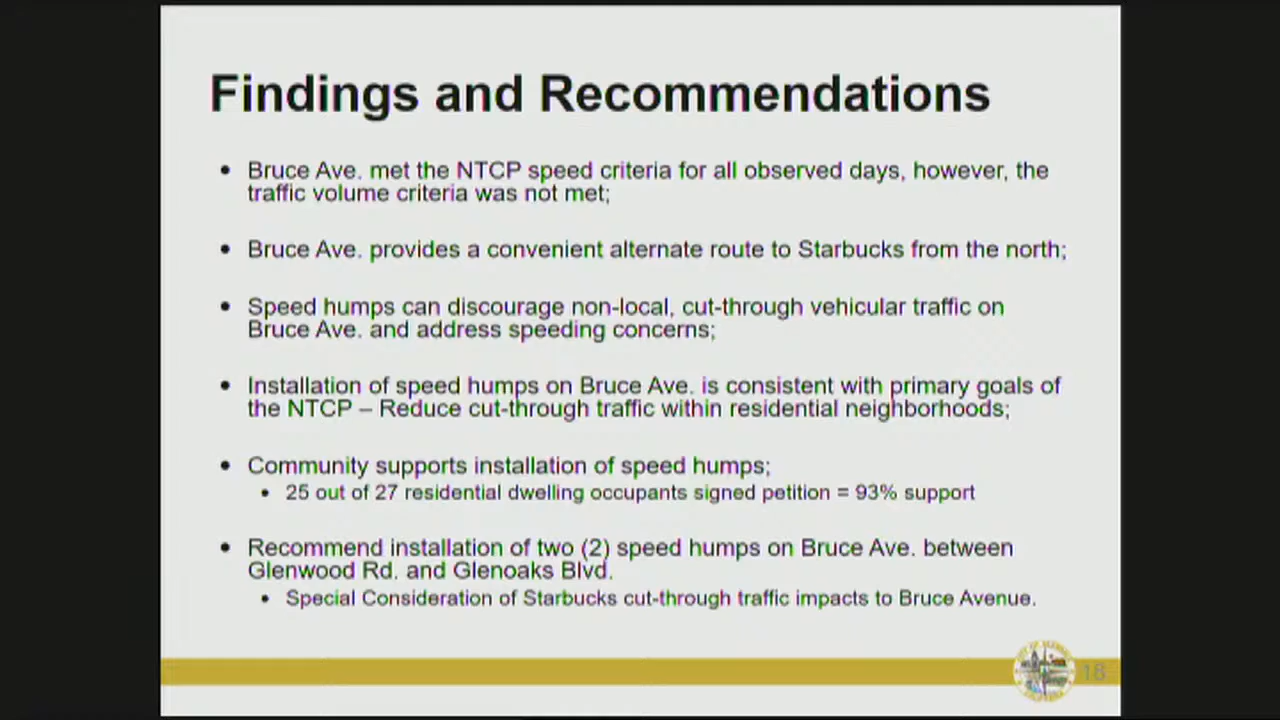 Findings and Recommendations
• Bruce Ave. met the NTCP speed criteria for all observed days, however, the
traffic volume criteria was not met;
• Bruce Ave. provides a convenient alternate route to Starbucks from the north;
• Speed humps can discourage non-local, cut-through vehicular traffic on
Bruce Ave. and address speeding concerns;
• Installation of speed humps on Bruce Ave. is consistent with primary goals of
the NTCP – Reduce cut-through traffic within residential neighborhoods;
• Community supports installation of speed humps;
• 25 out of 27 residential dwelling occupants signed petition = 93% support
• Recommend installation of two (2) speed humps on Bruce Ave. between
Glenwood Rd. and Glenoaks Blvd.
• Special Consideration of Starbucks cut-through traffic impacts to Bruce Avenue.
18